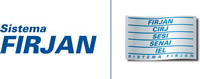 Sistema
FIRJAN
FIRJAN
CIRJ
SESI
SENAI
IEL
SISTEMA FIRJAN